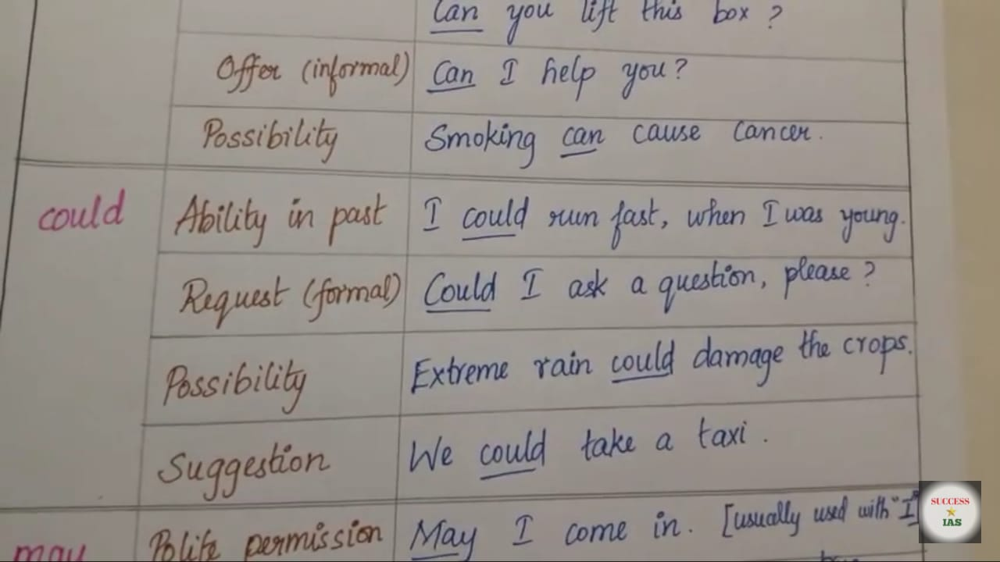 Can you lift this box ?
Offer (informal) Can I help you?
Possibility Smoking can cause cancer.
could Ability in past I could run fast, when I was young.
Request (formal) Could I ask a question, please ?
Possibility Extreme rain could damage the crops.
Suggestion We could take a taxi.
may Polite permission May I come in. [usually used with "I"]
SUCCESS
IAS